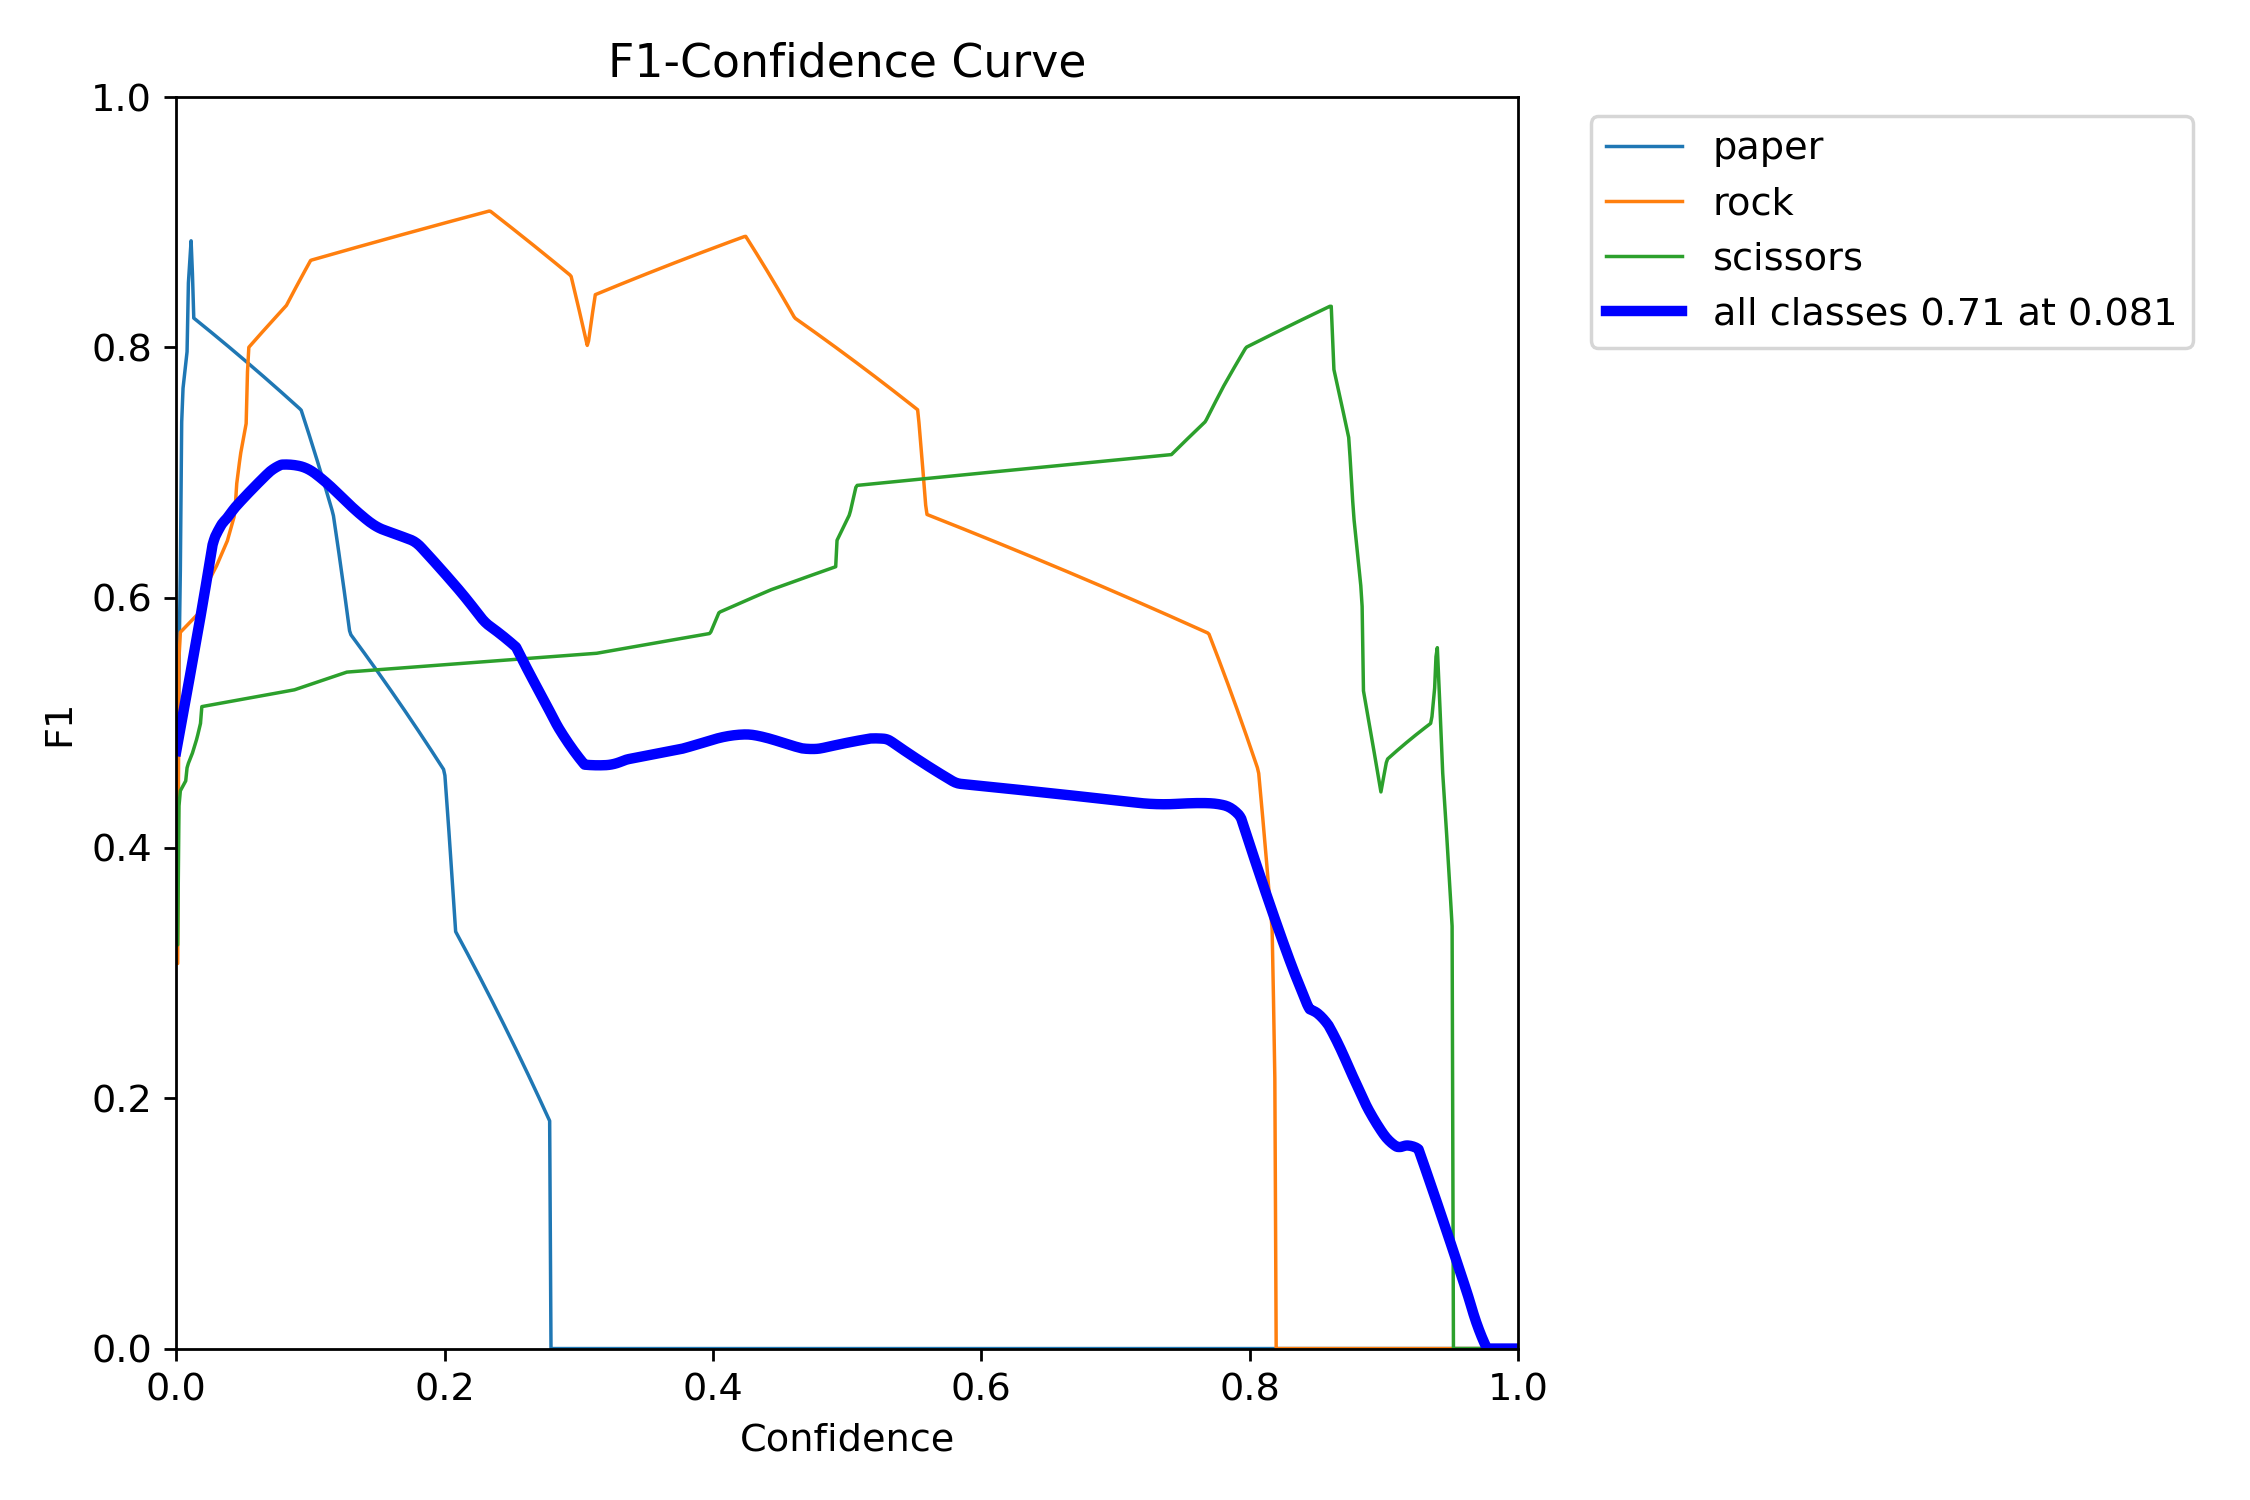 F1-Confidence Curve
1.0
0.8
0.6
0.4
0.2
0.0
F1
0.0 0.2 0.4 0.6 0.8 1.0
Confidence
paper
rock
scissors
all classes 0.71 at 0.081